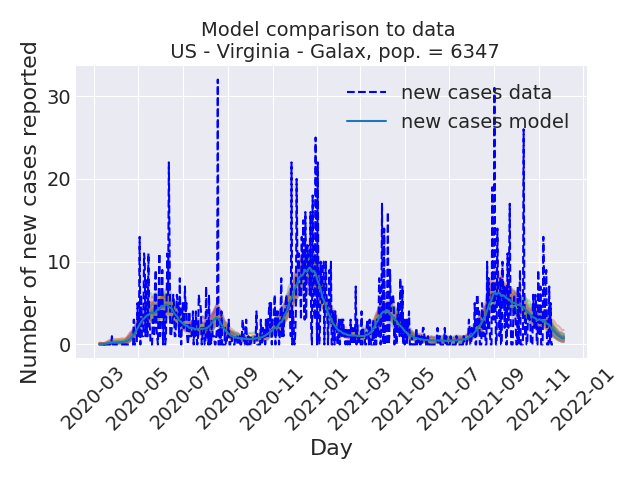 Model comparison to data
US - Virginia - Galax, pop. = 6347
Number of new cases reported
30
20
10
0
new cases data
new cases model
2020-03
2020-05
2020-07
2020-09
2020-11
2021-01
2021-03
2021-05
2021-07
2021-09
2021-11
2022-01
Day